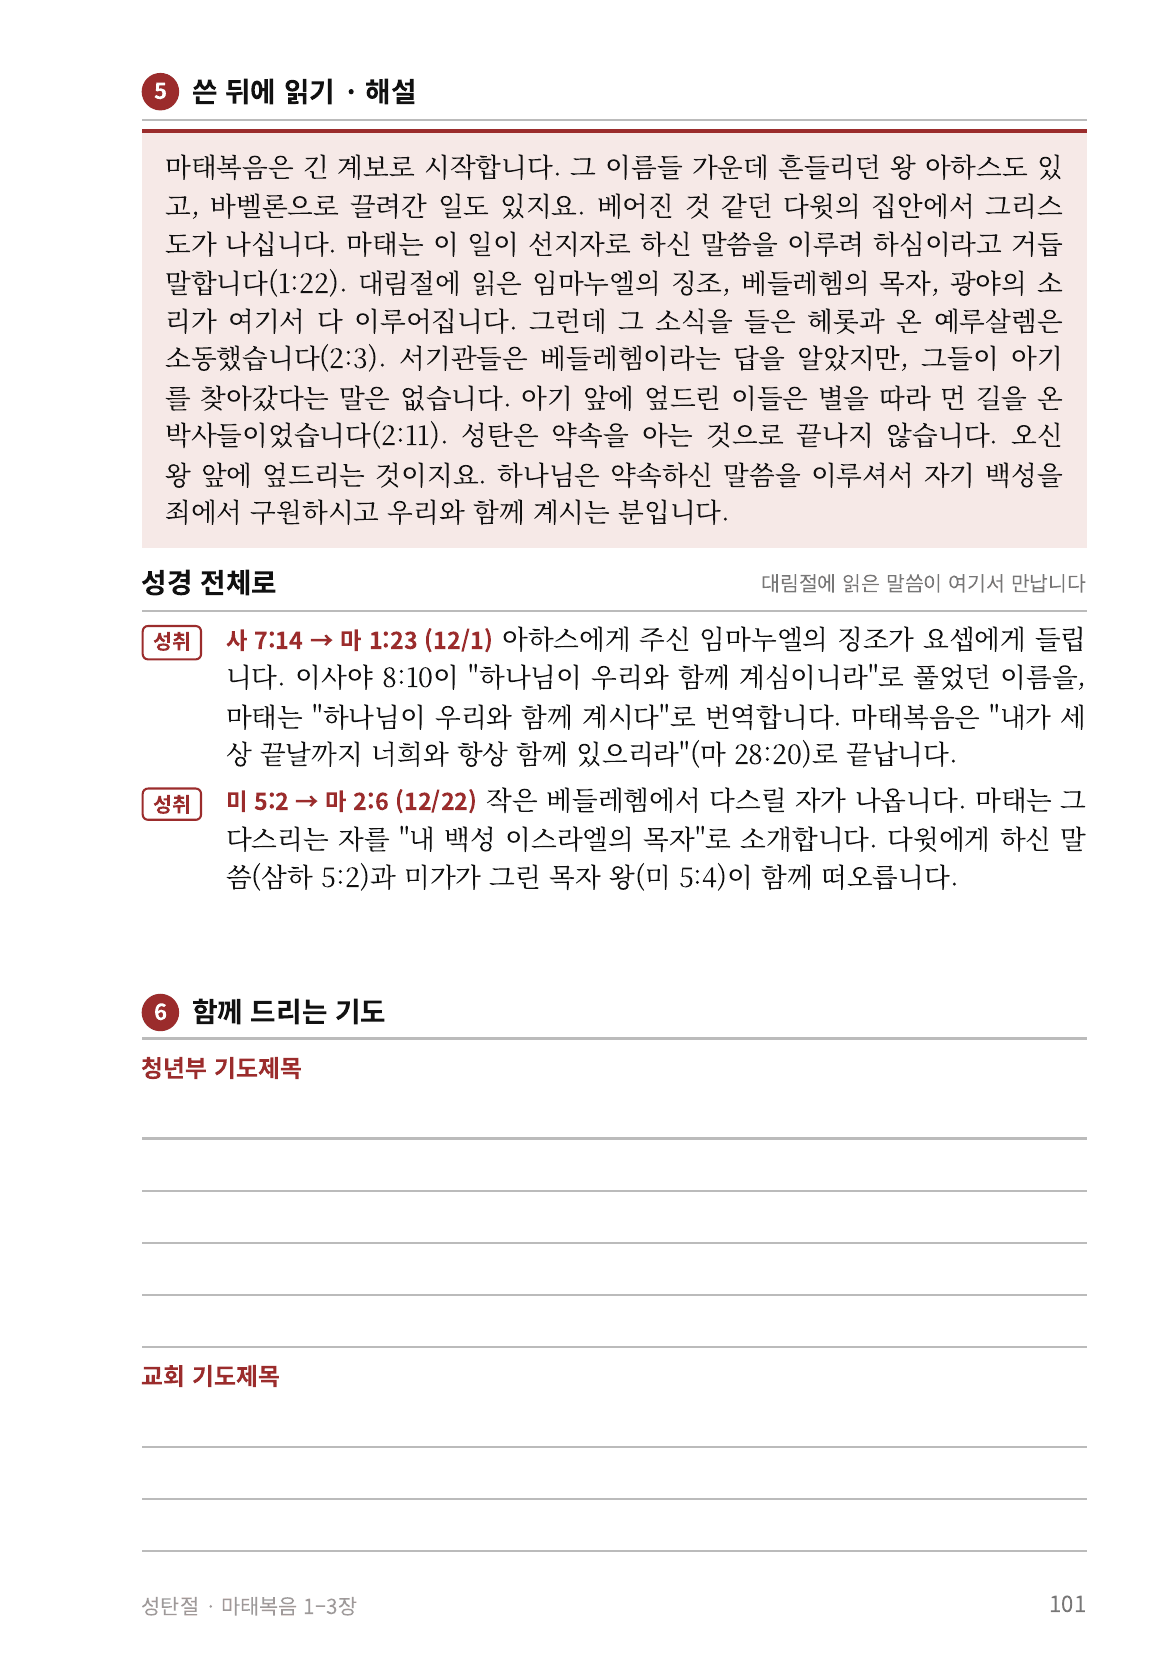 5 쓴 뒤에 읽기 · 해설
마태복음은 긴 계보로 시작합니다. 그 이름들 가운데 흔들리던 왕 아하스도 있
고, 바벨론으로 끌려간 일도 있지요. 베어진 것 같던 다윗의 집안에서 그리스
도가 나십니다. 마태는 이 일이 선지자로 하신 말씀을 이루려 하심이라고 거듭
말합니다(1:22). 대림절에 읽은 임마누엘의 징조, 베들레헴의 목자, 광야의 소
리가 여기서 다 이루어집니다. 그런데 그 소식을 들은 헤롯과 온 예루살렘은
소동했습니다(2:3). 서기관들은 베들레헴이라는 답을 알았지만, 그들이 아기
를 찾아갔다는 말은 없습니다. 아기 앞에 엎드린 이들은 별을 따라 먼 길을 온
박사들이었습니다(2:11). 성탄은 약속을 아는 것으로 끝나지 않습니다. 오신
왕 앞에 엎드리는 것이지요. 하나님은 약속하신 말씀을 이루셔서 자기 백성을
죄에서 구원하시고 우리와 함께 계시는 분입니다.
성경 전체로 대림절에 읽은 말씀이 여기서 만납니다
성취 사 7:14 → 마 1:23 (12/1) 아하스에게 주신 임마누엘의 징조가 요셉에게 들립
니다. 이사야 8:10이 "하나님이 우리와 함께 계심이니라"로 풀었던 이름을,
마태는 "하나님이 우리와 함께 계시다"로 번역합니다. 마태복음은 "내가 세
상 끝날까지 너희와 항상 함께 있으리라"(마 28:20)로 끝납니다.
성취 미 5:2 → 마 2:6 (12/22) 작은 베들레헴에서 다스릴 자가 나옵니다. 마태는 그
다스리는 자를 "내 백성 이스라엘의 목자"로 소개합니다. 다윗에게 하신 말
씀(삼하 5:2)과 미가가 그린 목자 왕(미 5:4)이 함께 떠오릅니다.
6 함께 드리는 기도
청년부 기도제목
교회 기도제목
성탄절 · 마태복음 1–3장 101